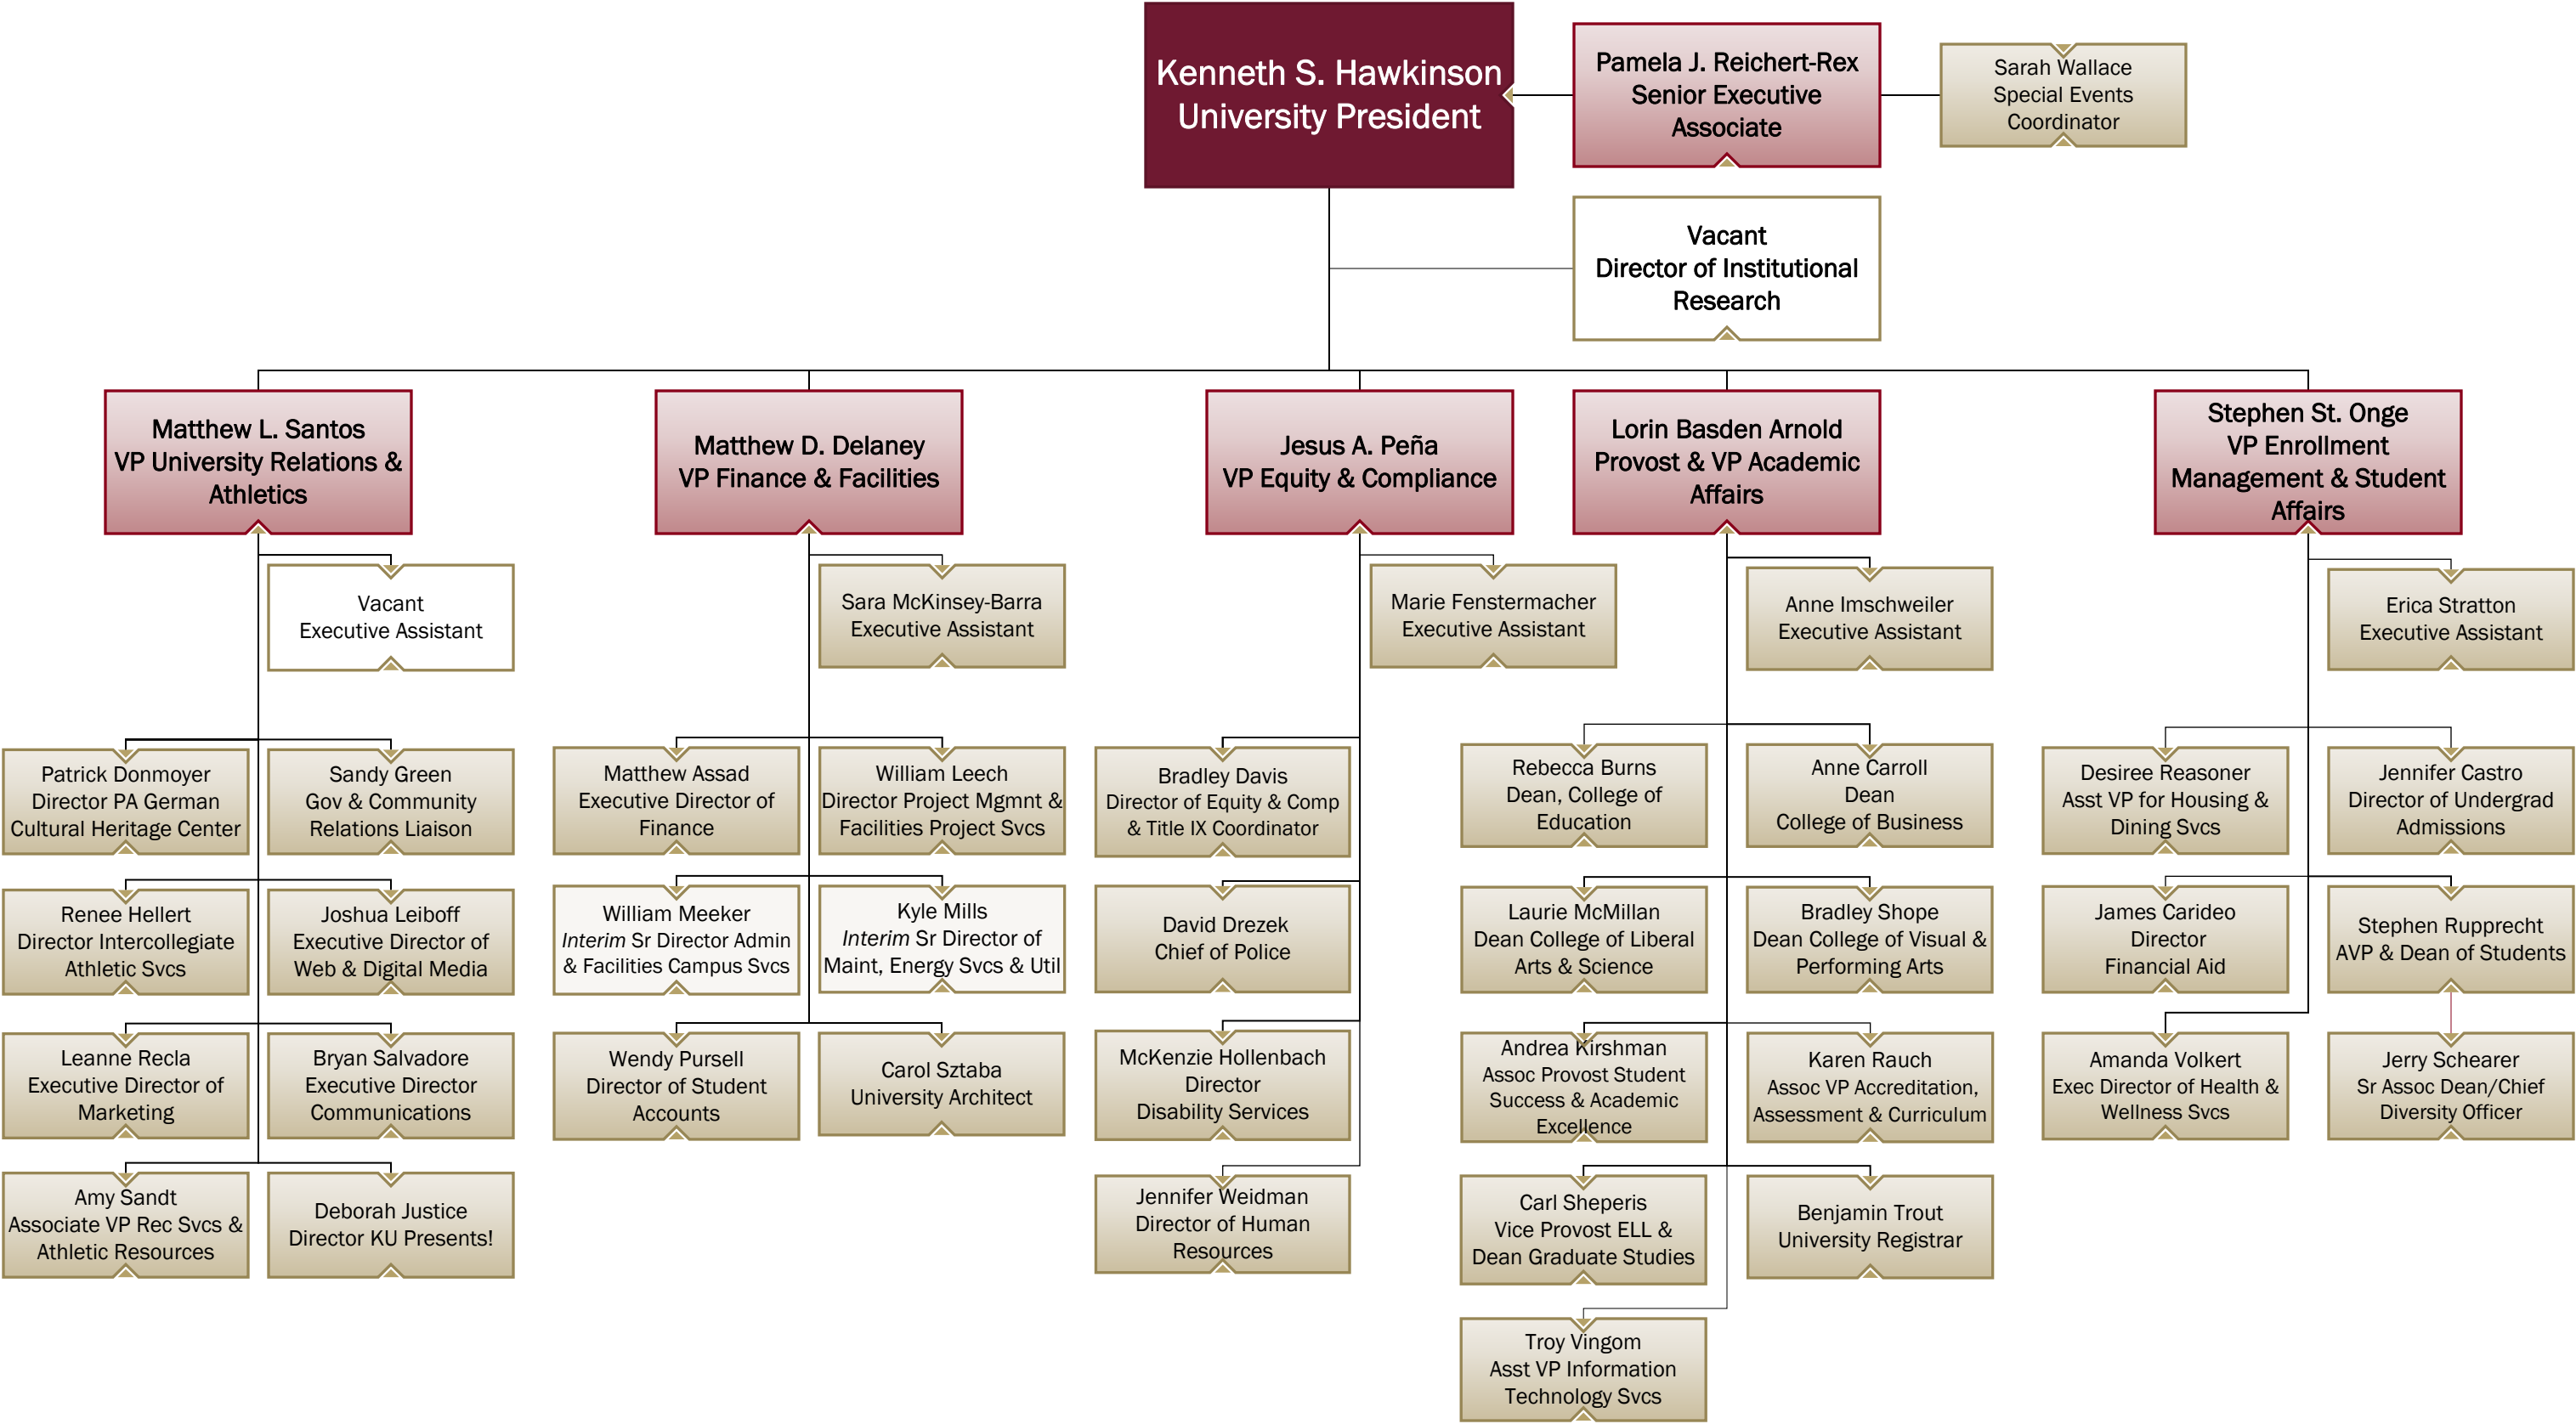 Kenneth S. Hawkinson
University President
Pamela J. Reichert-Rex
Senior Executive
Associate
Sarah Wallace
Special Events
Coordinator
Vacant
Director of Institutional
Research
Matthew L. Santos
VP University Relations &
Athletics
Matthew D. Delaney
VP Finance & Facilities
Jesus A. Peña
VP Equity & Compliance
Lorin Basden Arnold
Provost & VP Academic
Affairs
Stephen St. Onge
VP Enrollment
Management & Student
Affairs
Vacant
Executive Assistant
Sara McKinsey-Barra
Executive Assistant
Marie Fenstermacher
Executive Assistant
Anne Imschweiler
Executive Assistant
Erica Stratton
Executive Assistant
Patrick Donmoyer
Director PA German
Cultural Heritage Center
Sandy Green
Gov & Community
Relations Liaison
Matthew Assad
Executive Director of
Finance
William Leech
Director Project Mgmnt &
Facilities Project Svcs
Bradley Davis
Director of Equity & Comp
& Title IX Coordinator
Rebecca Burns
Dean, College of
Education
Anne Carroll
Dean
College of Business
Desiree Reasoner
Asst VP for Housing &
Dining Svcs
Jennifer Castro
Director of Undergrad
Admissions
Renee Hellert
Director Intercollegiate
Athletic Svcs
Joshua Leiboff
Executive Director of
Web & Digital Media
William Meeker
Interim Sr Director Admin
& Facilities Campus Svcs
Kyle Mills
Interim Sr Director of
Maint, Energy Svcs & Util
David Drezek
Chief of Police
Laurie McMillan
Dean College of Liberal
Arts & Science
Bradley Shope
Dean College of Visual &
Performing Arts
James Carideo
Director
Financial Aid
Stephen Rupprecht
AVP & Dean of Students
Leanne Recla
Executive Director of
Marketing
Bryan Salvadore
Executive Director
Communications
Wendy Pursell
Director of Student
Accounts
Carol Sztaba
University Architect
McKenzie Hollenbach
Director
Disability Services
Andrea Kirshman
Assoc Provost Student
Success & Academic
Excellence
Karen Rauch
Assoc VP Accreditation,
Assessment & Curriculum
Amanda Volkert
Exec Director of Health &
Wellness Svcs
Jerry Schearer
Sr Assoc Dean/Chief
Diversity Officer
Amy Sandt
Associate VP Rec Svcs &
Athletic Resources
Deborah Justice
Director KU Presents!
Jennifer Weidman
Director of Human
Resources
Carl Sheperis
Vice Provost ELL &
Dean Graduate Studies
Benjamin Trout
University Registrar
Troy Vingom
Asst VP Information
Technology Svcs